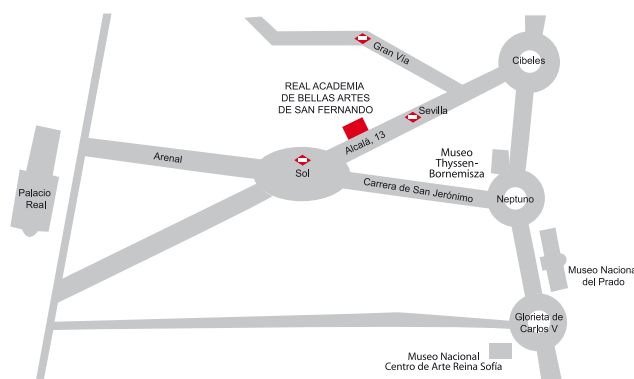 Gran Vía
Cibeles
REAL ACADEMIA
DE BELLAS ARTES
DE SAN FERNANDO
Sevilla
Alcalá, 13
Museo
Thyssen-
Bornemisza
Arenal
Sol
Carrera de San Jerónimo
Neptuno
Palacio
Real
Museo Naciona
del Prado
Glorieta de
Carlos V
Museo Nacional
Centro de Arte Reina Sofía